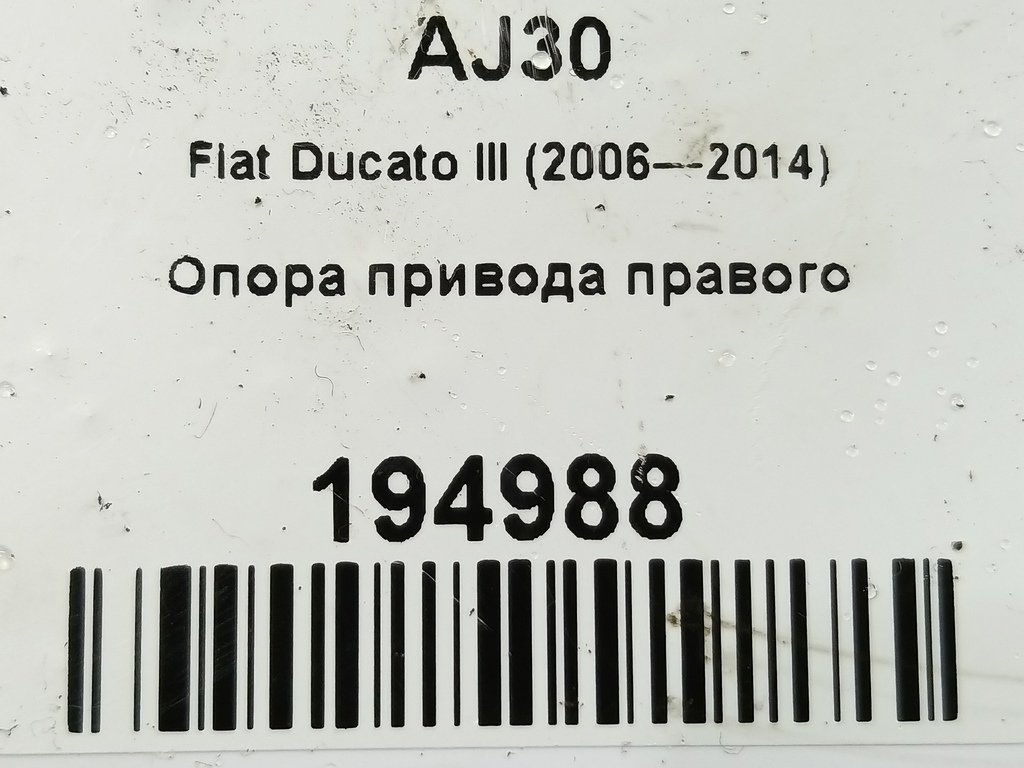 AJ30
Fiat Ducato III (2006—2014)
Опора привода правого
194988